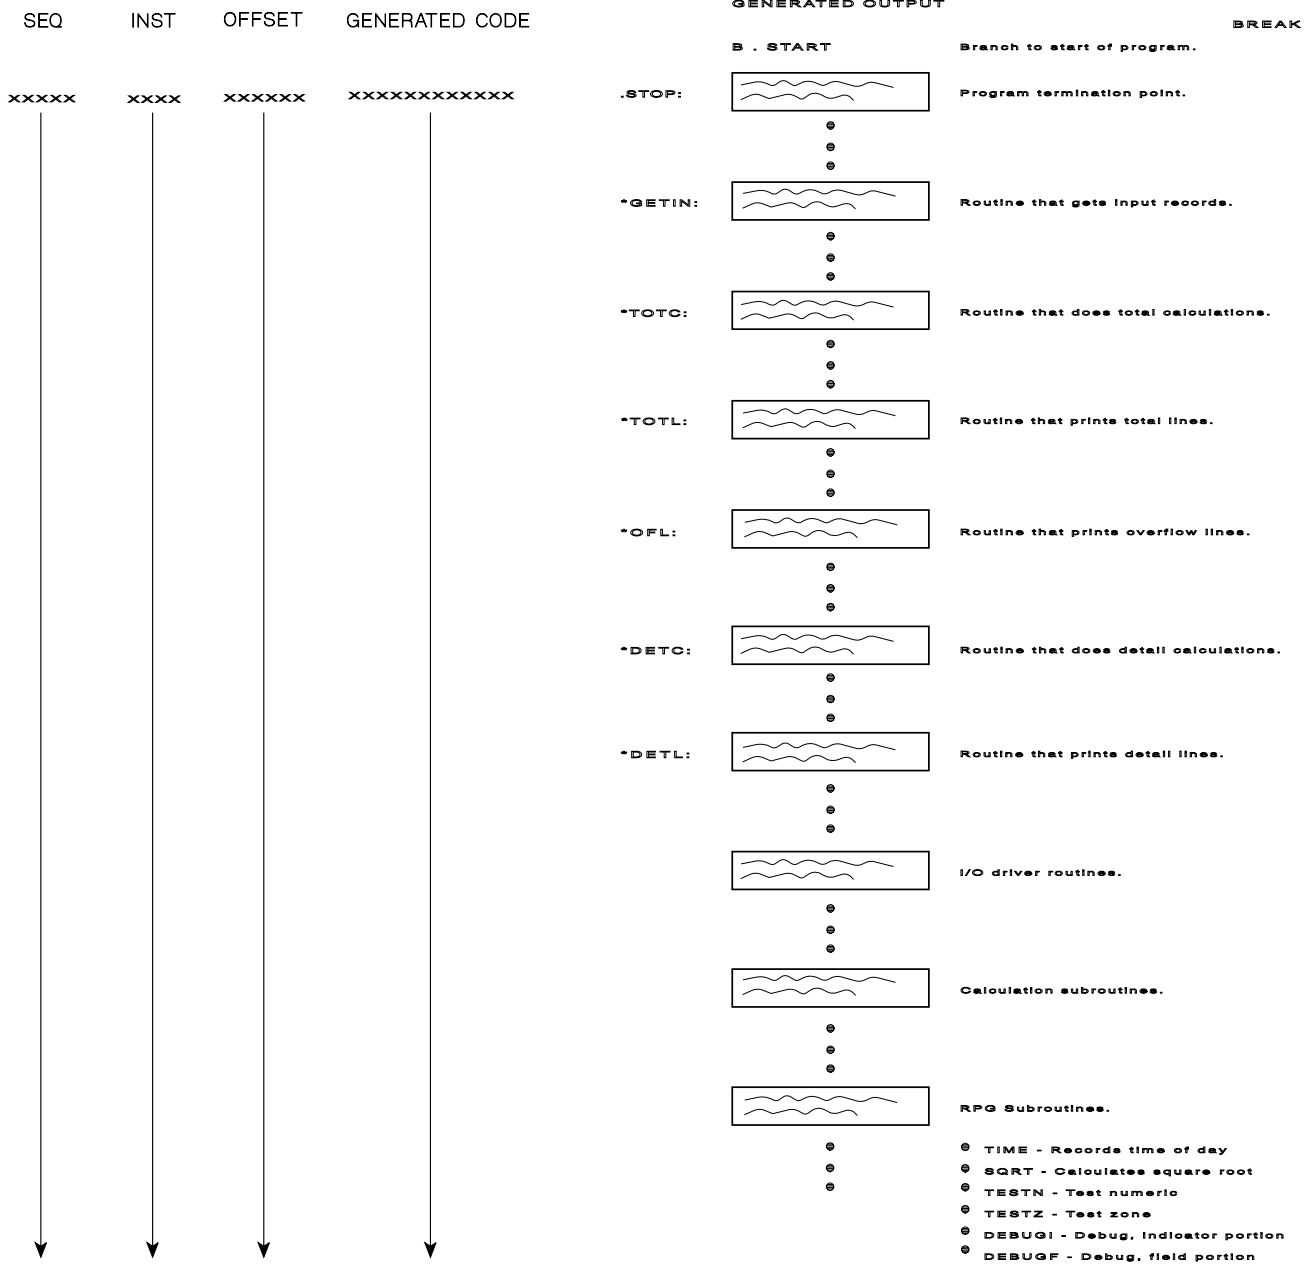 GENERATED OUTPUT
SEQ INST OFFSET GENERATED CODE BREAK
B . START Branch to start of program.
xxxxx xxxx xxxxxx xxxxxxxxxxxx .STOP: Program termination point.
*GETIN: Routine that gets input records.
*TOTC: Routine that does total calculations.
*TOTL: Routine that prints total lines.
*OFL: Routine that prints overflow lines.
*DETC: Routine that does detail calculations.
*DETL: Routine that prints detail lines.
I/O driver routines.
Calculation subroutines.
RPG Subroutines.
TIME - Records time of day
SQRT - Calculates square root
TESTN - Test numeric
TESTZ - Test zone
DEBUGI - Debug, indicator portion
DEBUGF - Debug, field portion